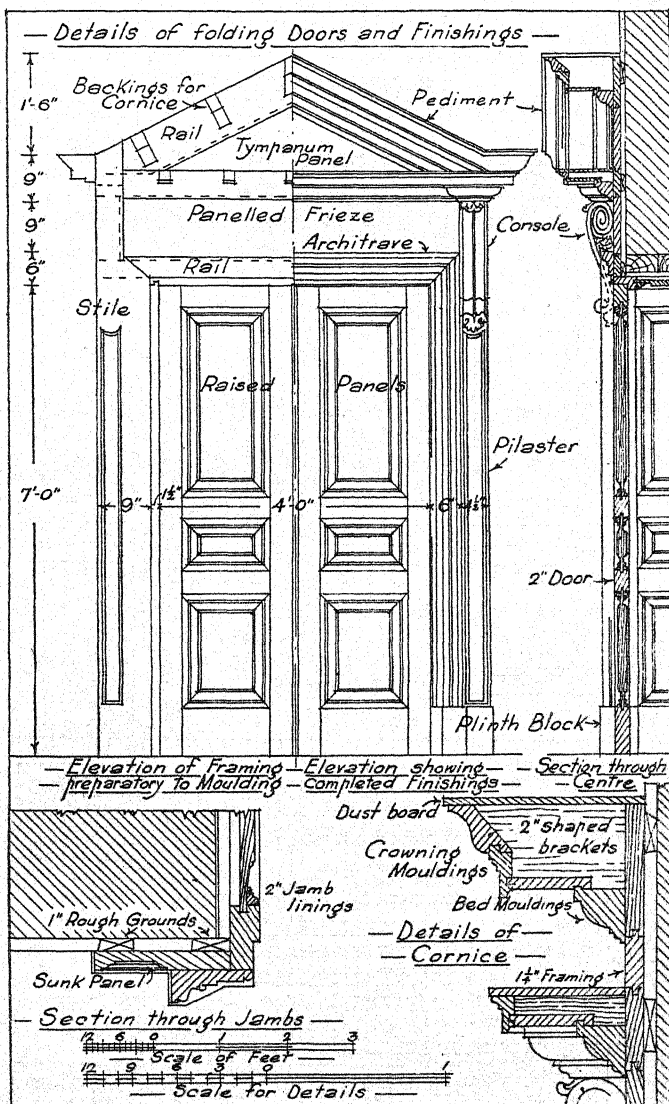 Details of folding Doors and Finishings
1'-6"
Backings for
Cornice
Rail
Pediment
Tympanum
Panel
9"
9"
Panelled Frieze
Console
Architrave
6"
Rail
Stile
Raised Panels
Pilaster
7'-0"
9" 1½" 4'-0" 6" 4½"
2" Door
Plinth Block
Elevation of Framing
preparatory to Moulding
Elevation showing
completed Finishings
Section through
Centre
Dust board
2" shaped
brackets
Crowning
Mouldings
2" Jamb
linings
Bed Mouldings
1" Rough Grounds
Details of
Cornice
1¼" Framing
Sunk Panel
Section through Jambs
12 6 0 1 2 3
Scale of Feet
12 9 6 3 0 1
Scale for Details